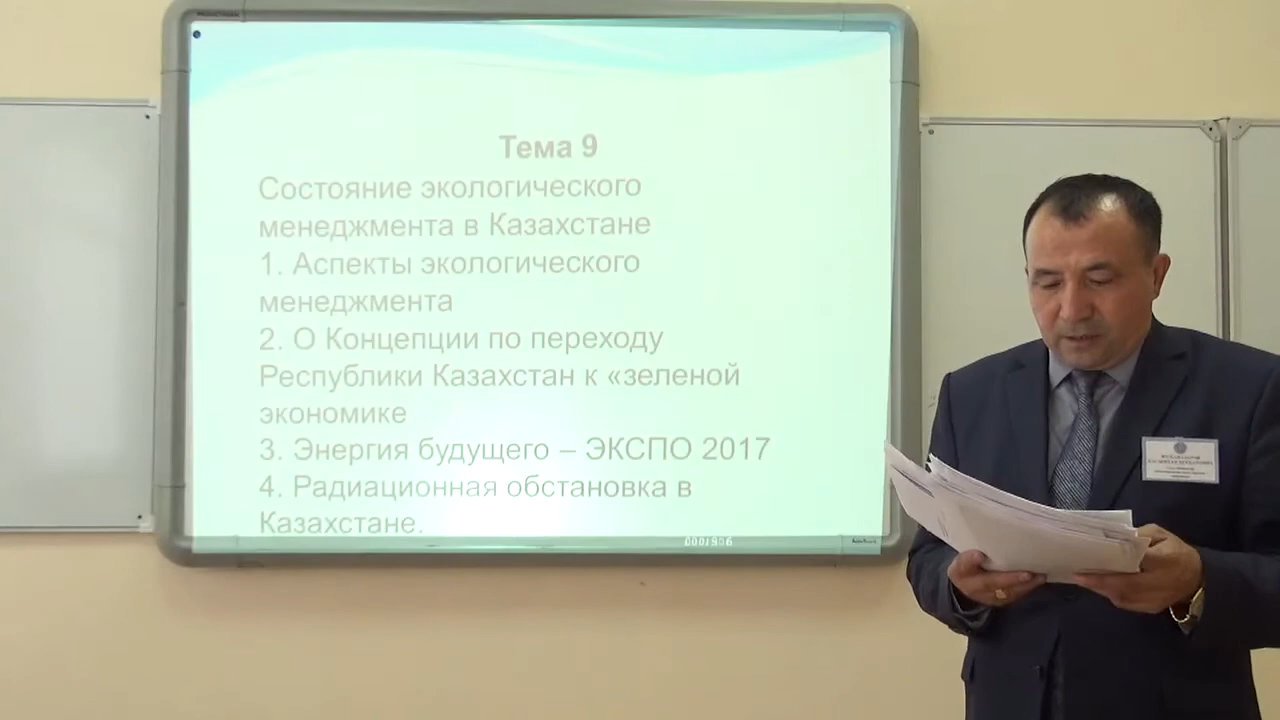 Тема 9
Состояние экологического
менеджмента в Казахстане
1. Аспекты экологического
менеджмента
2. О Концепции по переходу
Республики Казахстан к «зеленой
экономике
3. Энергия будущего – ЭКСПО 2017
4. Радиационная обстановка в
Казахстане.